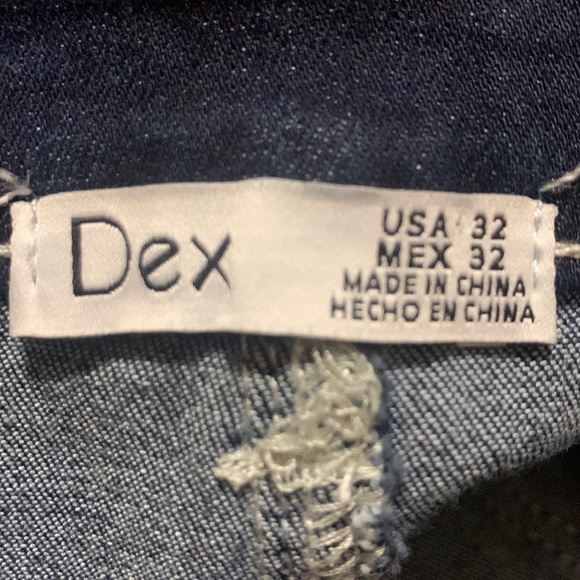 Dex
USA 32
MEX 32
MADE IN CHINA
HECHO EN CHINA